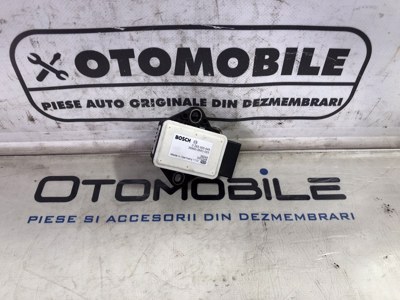 OTOMOBILE
PIESE AUTO ORIGINALE DIN DEZMEMBRARI
BOSCH
OTOMOBILE
PIESE SI ACCESORII DIN DEZMEMBRARI